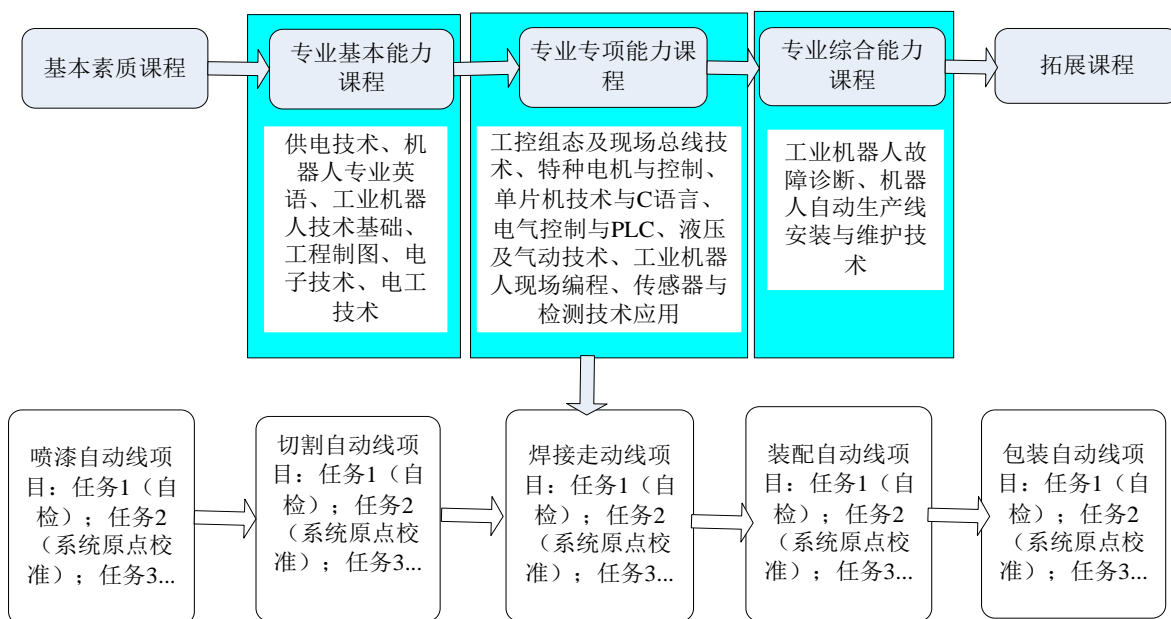 基本素质课程
专业基本能力
课程
专业专项能力课
程
专业综合能力
课程
拓展课程
供电技术、机
器人专业英
语、工业机器
人技术基础、
工程制图、电
子技术、电工
技术
工控组态及现场总线技
术、特种电机与控制、
单片机技术与C语言、
电气控制与PLC、液压
及气动技术、工业机器
人现场编程、传感器与
检测技术应用
工业机器人故
障诊断、机器
人自动生产线
安装与维护技
术
喷漆自动线项
目：任务1（自
检）；任务2
（系统原点校
准）；任务3...
切割自动线项
目：任务1（自
检）；任务2
（系统原点校
准）；任务3...
焊接走动线项
目：任务1（自
检）；任务2
（系统原点校
准）；任务3...
装配自动线项
目：任务1（自
检）；任务2
（系统原点校
准）；任务3...
包装自动线项
目：任务1（自
检）；任务2
（系统原点校
准）；任务3...